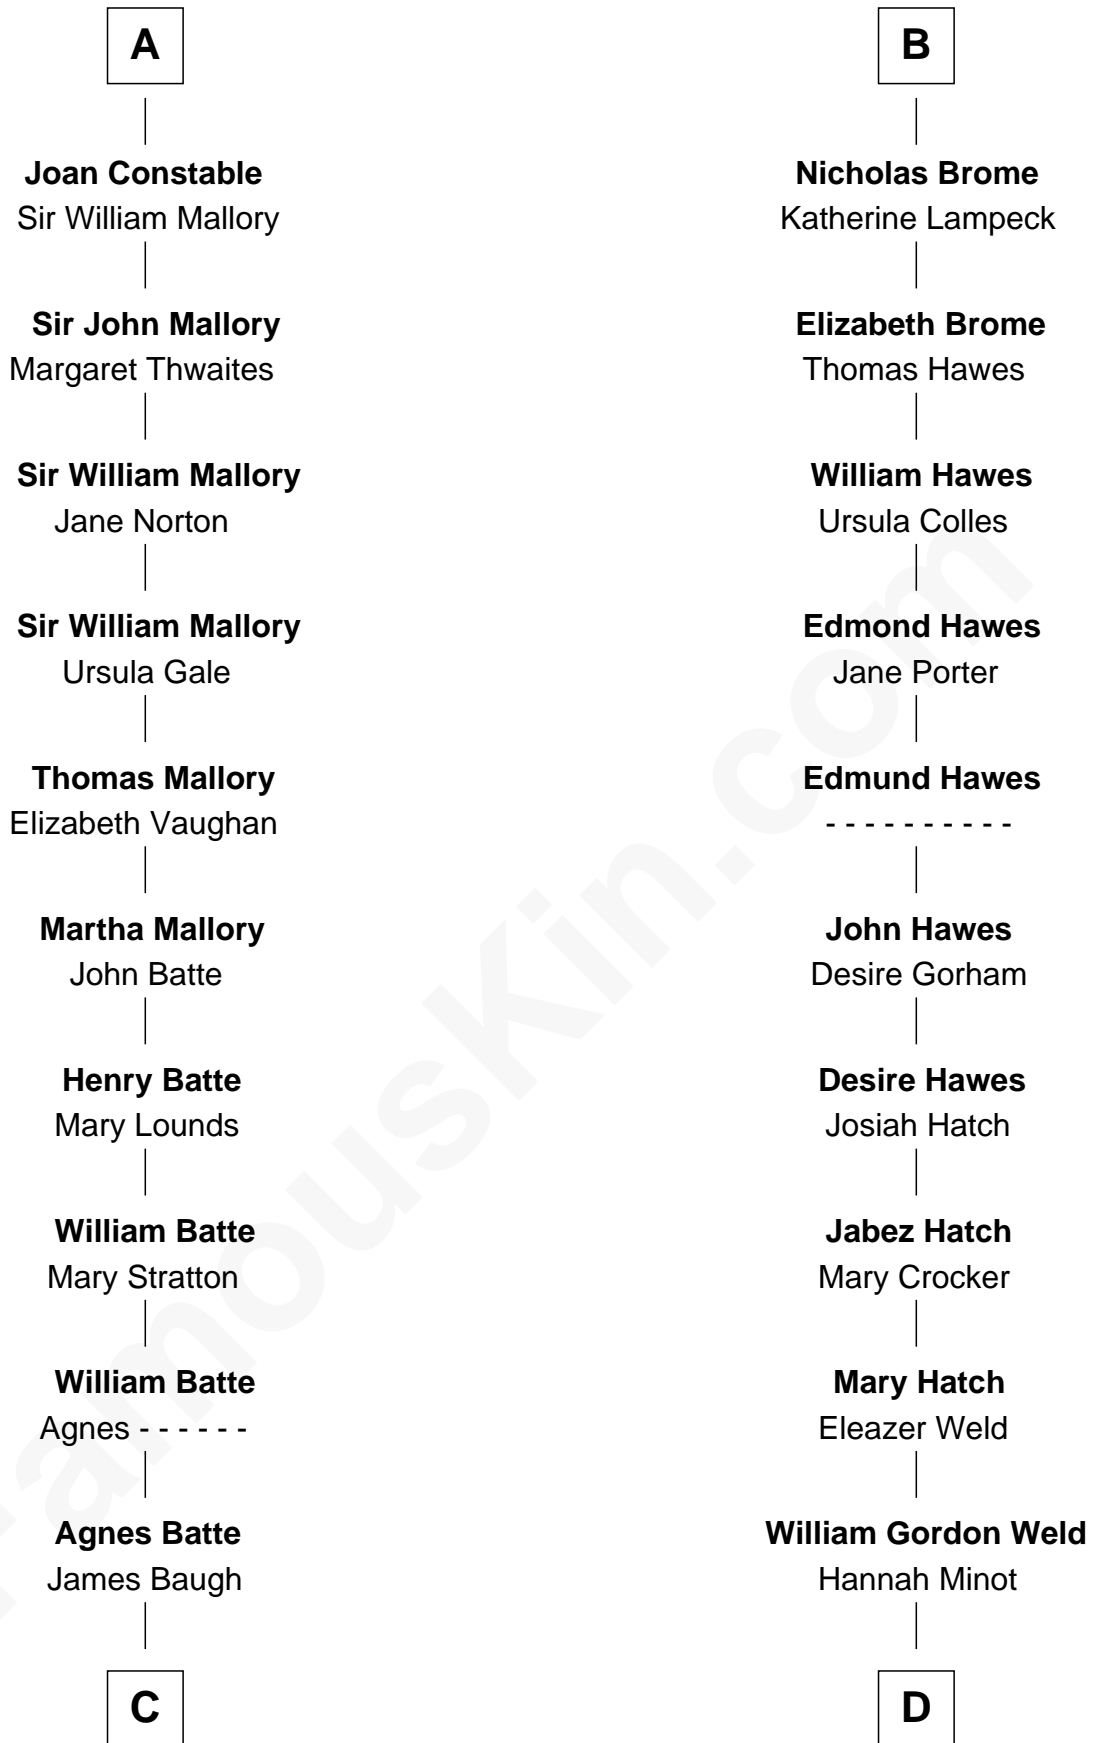 A
Joan Constable
Sir William Mallory
Sir John Mallory
Margaret Thwaites
Sir William Mallory
Jane Norton
Sir William Mallory
Ursula Gale
Thomas Mallory
Elizabeth Vaughan
Martha Mallory
John Batte
Henry Batte
Mary Lounds
William Batte
Mary Stratton
William Batte
Agnes - - - - - -
Agnes Batte
James Baugh
C
B
Nicholas Brome
Katherine Lampeck
Elizabeth Brome
Thomas Hawes
William Hawes
Ursula Colles
Edmond Hawes
Jane Porter
Edmund Hawes
- - - - - - - - - -
John Hawes
Desire Gorham
Desire Hawes
Josiah Hatch
Jabez Hatch
Mary Crocker
Mary Hatch
Eleazer Weld
William Gordon Weld
Hannah Minot
D
FamousKin.com